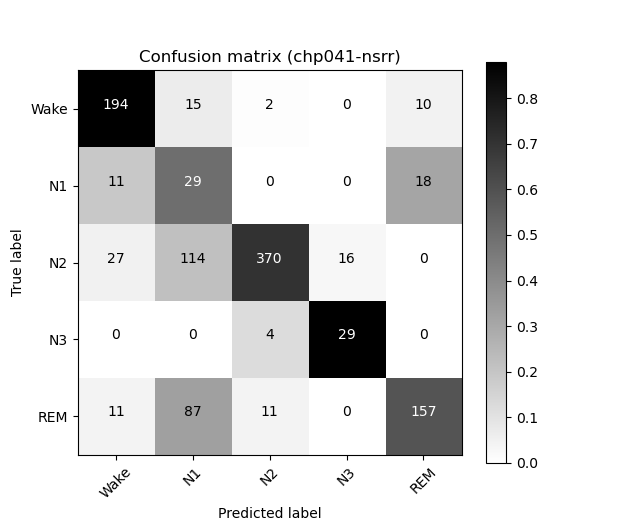 Confusion matrix (chp041-nsrr)
True label
Wake 194 15 2 0 10
N1 11 29 0 0 18
N2 27 114 370 16 0
N3 0 0 4 29 0
REM 11 87 11 0 157
Wake N1 N2 N3 REM
Predicted label
0.8
0.7
0.6
0.5
0.4
0.3
0.2
0.1
0.0